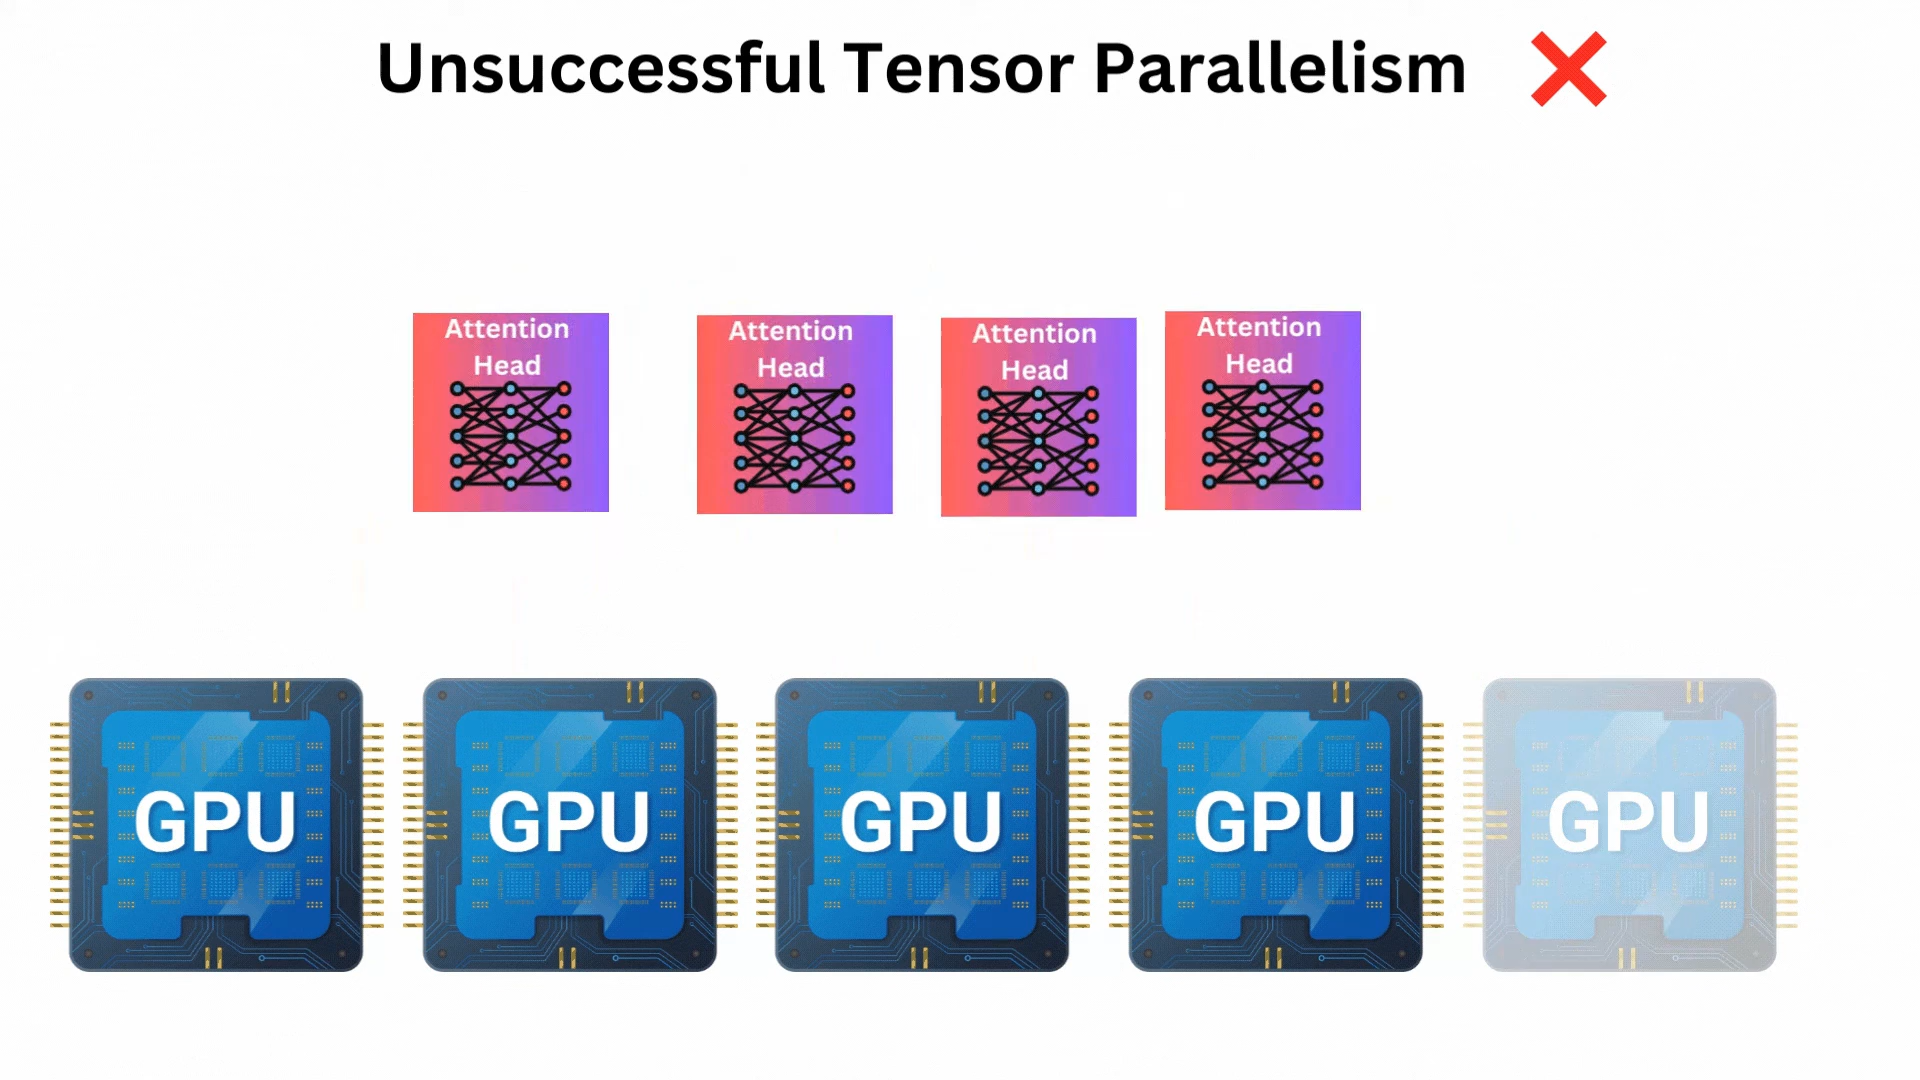 Unsuccessful Tensor Parallelism
Attention
Head
Attention
Head
Attention
Head
Attention
Head
GPU
GPU
GPU
GPU
GPU